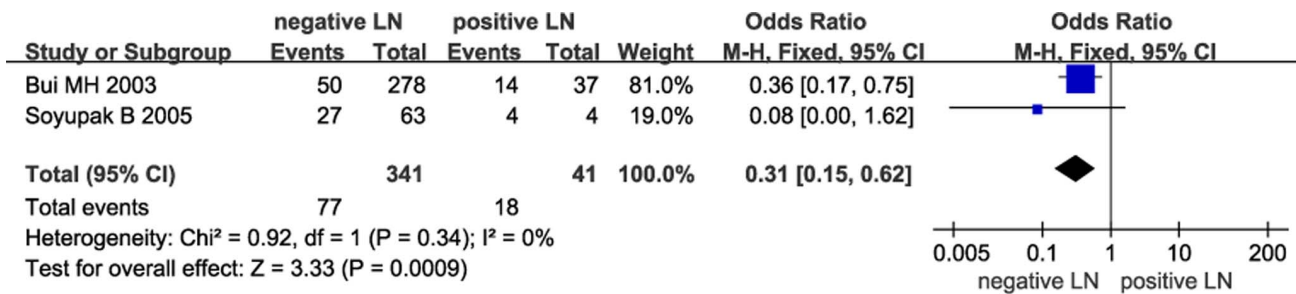 negative LN positive LN Odds Ratio Odds Ratio
Study or Subgroup Events Total Events Total Weight M-H, Fixed, 95% CI M-H, Fixed, 95% CI
Bui MH 2003 50 278 14 37 81.0% 0.36 [0.17, 0.75]
Soyupak B 2005 27 63 4 4 19.0% 0.08 [0.00, 1.62]
Total (95% CI) 341 41 100.0% 0.31 [0.15, 0.62]
Total events 77 18
Heterogeneity: Chi² = 0.92, df = 1 (P = 0.34); I² = 0%
Test for overall effect: Z = 3.33 (P = 0.0009)
0.005 0.1 1 10 200
negative LN positive LN